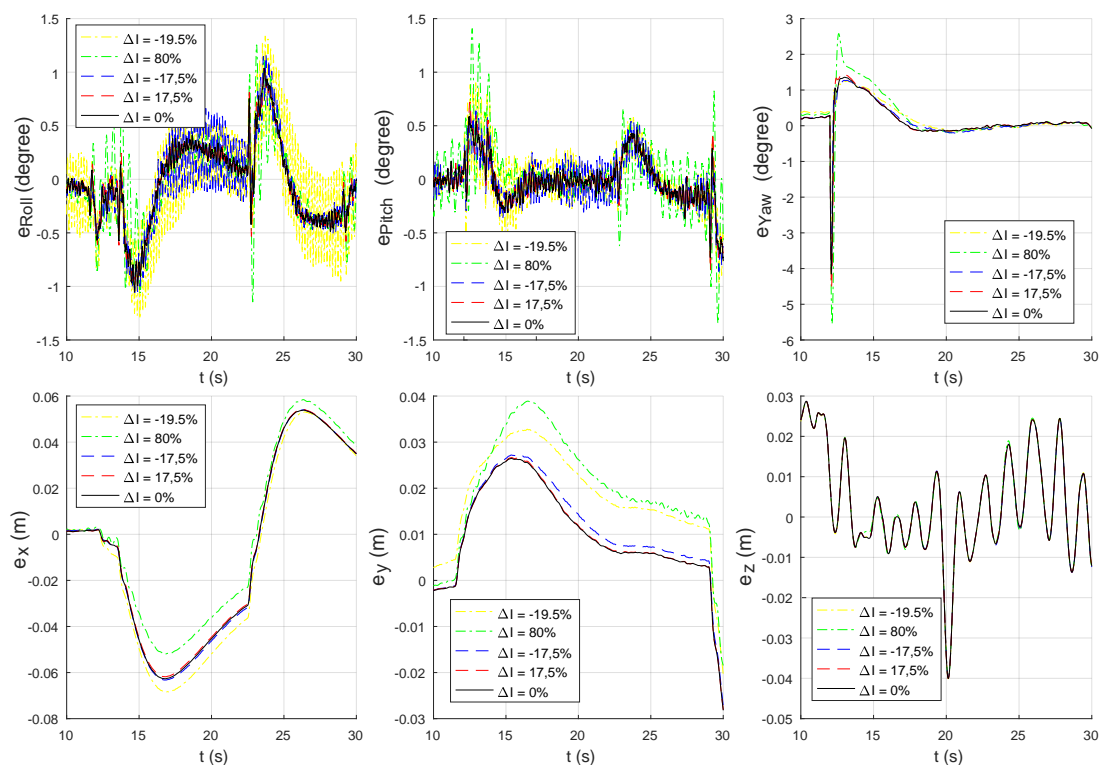 1.5
1
0.5
0
-0.5
-1
-1.5
10 15 20 25 30
t (s)
e_Roll (degree)
ΔI = -19.5%
ΔI = 80%
ΔI = -17,5%
ΔI = 17,5%
ΔI = 0%
1.5
1
0.5
0
-0.5
-1
-1.5
10 15 20 25 30
t (s)
e_Pitch (degree)
ΔI = -19.5%
ΔI = 80%
ΔI = -17,5%
ΔI = 17,5%
ΔI = 0%
3
2
1
0
-1
-2
-3
-4
-5
-6
10 15 20 25 30
t (s)
e_Yaw (degree)
ΔI = -19.5%
ΔI = 80%
ΔI = -17,5%
ΔI = 17,5%
ΔI = 0%
0.06
0.04
0.02
0
-0.02
-0.04
-0.06
-0.08
10 15 20 25 30
t (s)
e_x (m)
ΔI = -19.5%
ΔI = 80%
ΔI = -17,5%
ΔI = 17,5%
ΔI = 0%
0.04
0.03
0.02
0.01
0
-0.01
-0.02
-0.03
10 15 20 25 30
t (s)
e_y (m)
ΔI = -19.5%
ΔI = 80%
ΔI = -17,5%
ΔI = 17,5%
ΔI = 0%
0.03
0.02
0.01
0
-0.01
-0.02
-0.03
-0.04
-0.05
10 15 20 25 30
t (s)
e_z (m)
ΔI = -19.5%
ΔI = 80%
ΔI = -17,5%
ΔI = 17,5%
ΔI = 0%